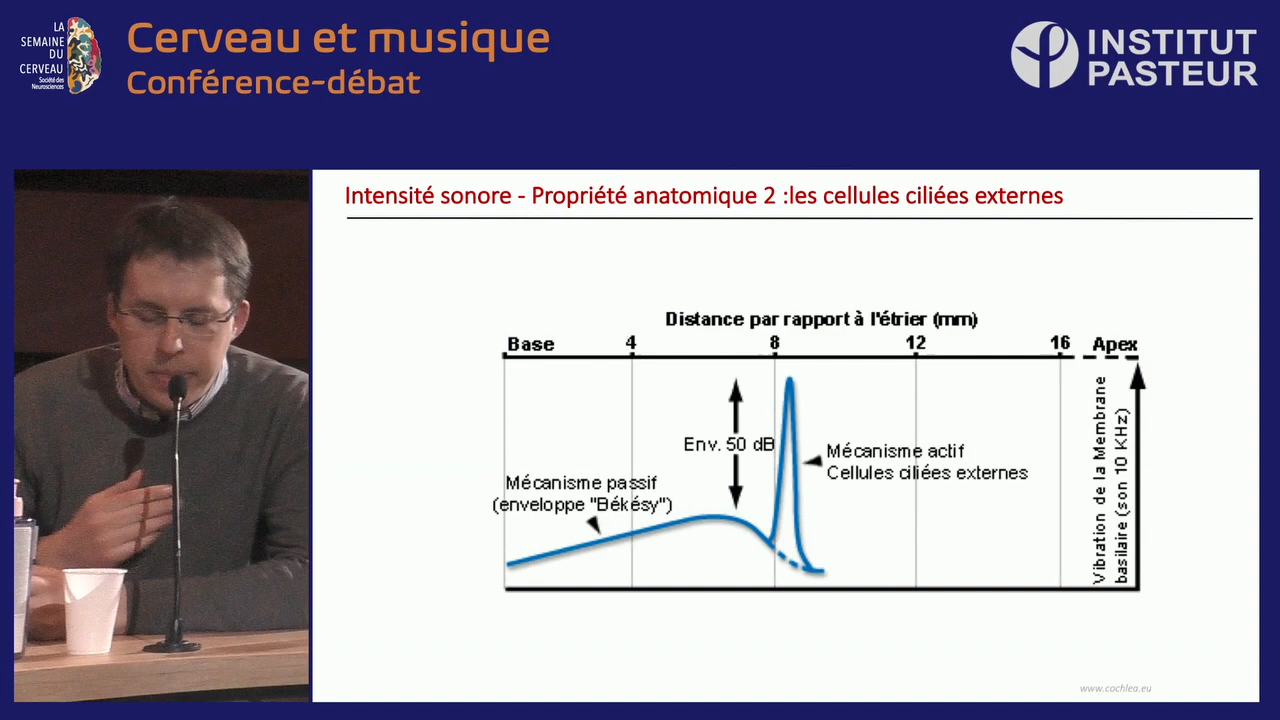 LA
SEMAINE
DU
CERVEAU
Société des
Neurosciences
Cerveau et musique
Conférence-débat
INSTITUT
PASTEUR
Intensité sonore - Propriété anatomique 2 :les cellules ciliées externes
Distance par rapport à l'étrier (mm)
Base 4 8 12 16 Apex
Env. 50 dB
Mécanisme actif
Cellules ciliées externes
Mécanisme passif
(enveloppe "Békésy")
Vibration de la Membrane
basilaire (son 10 KHz)
www.cochlea.eu